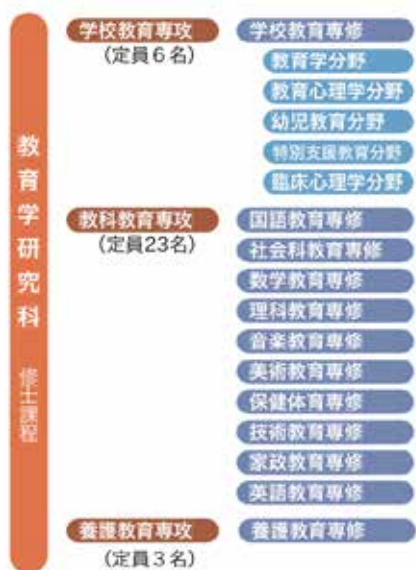 教育学研究科 修士課程
学校教育専攻
(定員6名)
学校教育専修
教育学分野
教育心理学分野
幼児教育分野
特別支援教育分野
臨床心理学分野
教科教育専攻
(定員23名)
国語教育専修
社会科教育専修
数学教育専修
理科教育専修
音楽教育専修
美術教育専修
保健体育専修
技術教育専修
家政教育専修
英語教育専修
養護教育専攻
(定員3名)
養護教育専修